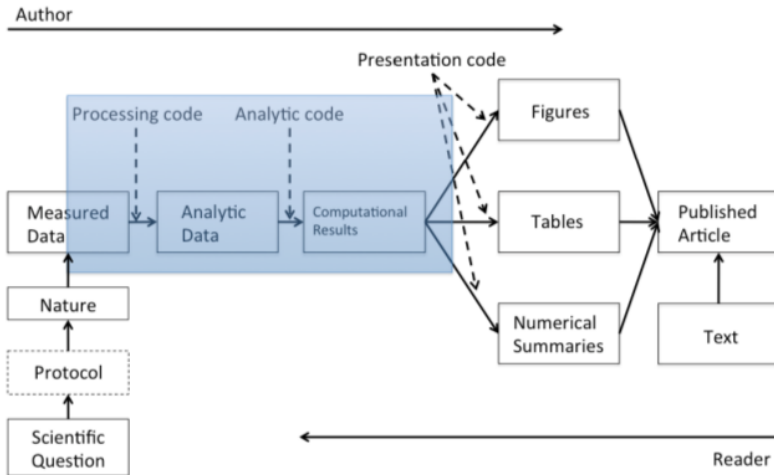 Author
Presentation code
Processing code
Analytic code
Figures
Measured
Data
Analytic
Data
Computational
Results
Tables
Published
Article
Nature
Numerical
Summaries
Text
Protocol
Scientific
Question
Reader